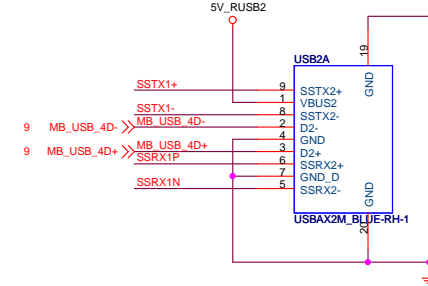 5V_RUSB2
USB2A
19
GND
SSTX1+ 9 SSTX2+
1 VBUS2
SSTX1- 8 SSTX2-
9 MB_USB_4D- MB_USB_4D- 2 D2-
4 GND
9 MB_USB_4D+ MB_USB_4D+ 3 D2+
SSRX1P 6 SSRX2+
7 GND_D
SSRX1N 5 SSRX2-
GND
USBAX2M_BLUE-RH-1
20